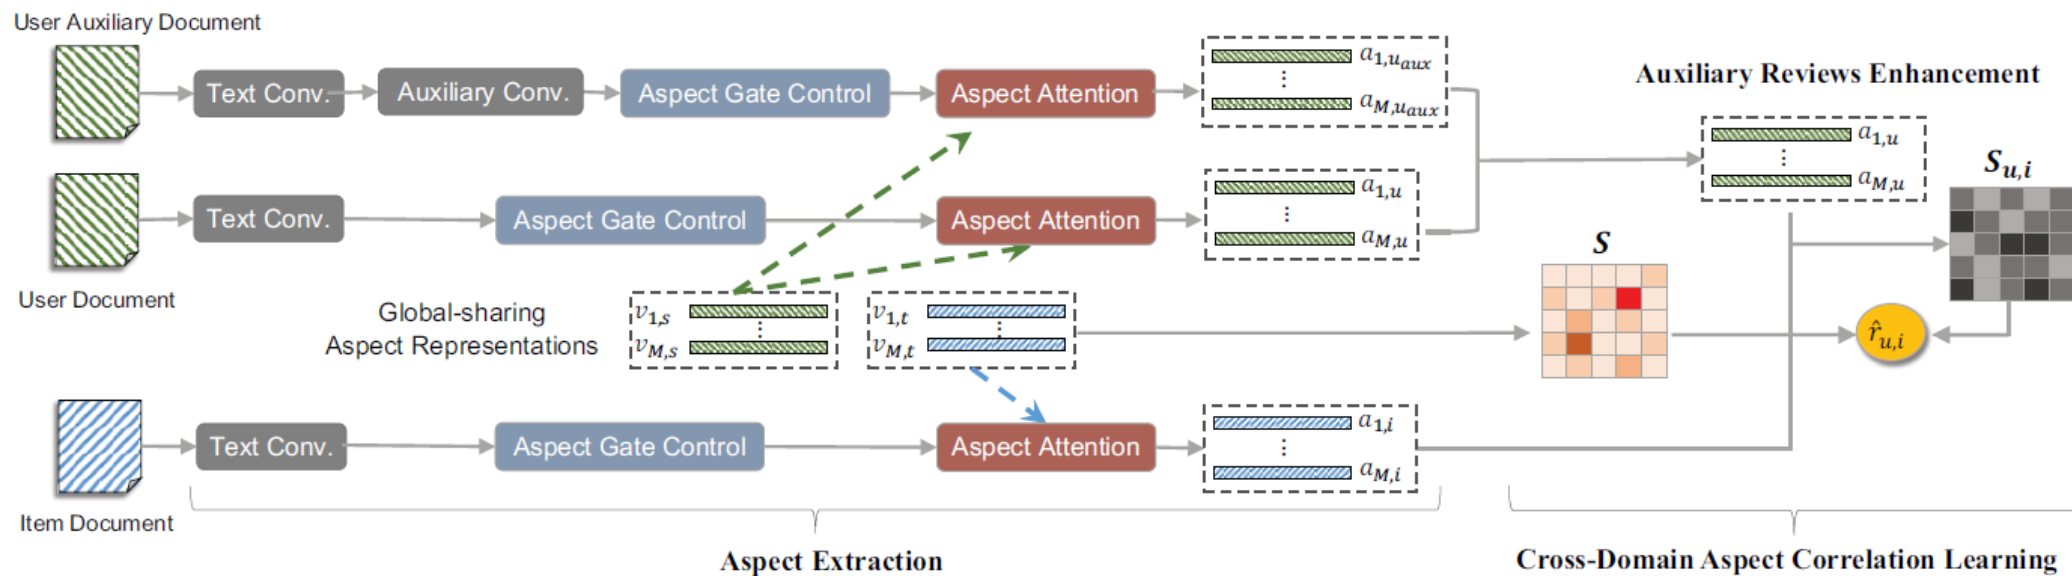 User Auxiliary Document
Text Conv.
Auxiliary Conv.
Aspect Gate Control
Aspect Attention
a1,uaux
⋮
aM,uaux
Auxiliary Reviews Enhancement
a1,u
⋮
aM,u
Su,i
Text Conv.
Aspect Gate Control
Aspect Attention
a1,u
⋮
aM,u
User Document
S
Global-sharing
Aspect Representations
v1,s
⋮
vM,s
v1,t
⋮
vM,t
r̂u,i
Text Conv.
Aspect Gate Control
Aspect Attention
a1,i
⋮
aM,i
Item Document
Aspect Extraction
Cross-Domain Aspect Correlation Learning